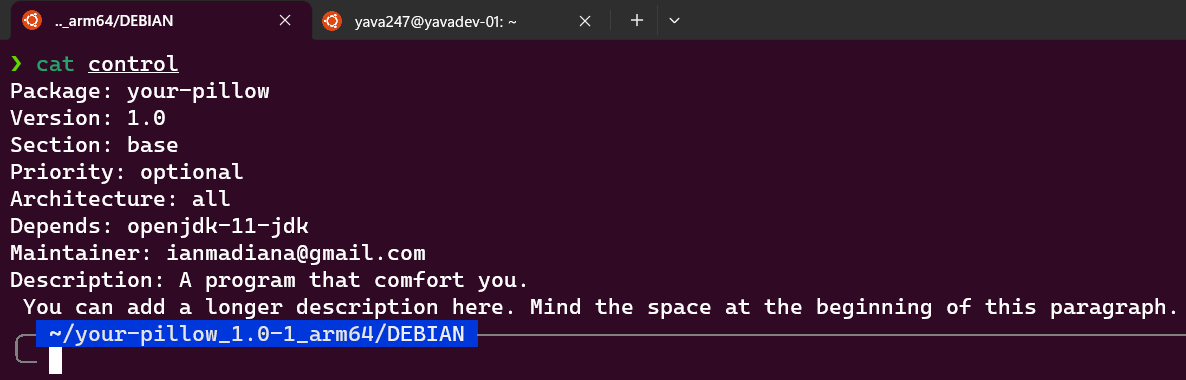 .._arm64/DEBIAN
yava247@yavadev-01: ~
❯ cat control
Package: your-pillow
Version: 1.0
Section: base
Priority: optional
Architecture: all
Depends: openjdk-11-jdk
Maintainer: ianmadiana@gmail.com
Description: A program that comfort you.
 You can add a longer description here. Mind the space at the beginning of this paragraph.
~/your-pillow_1.0-1_arm64/DEBIAN